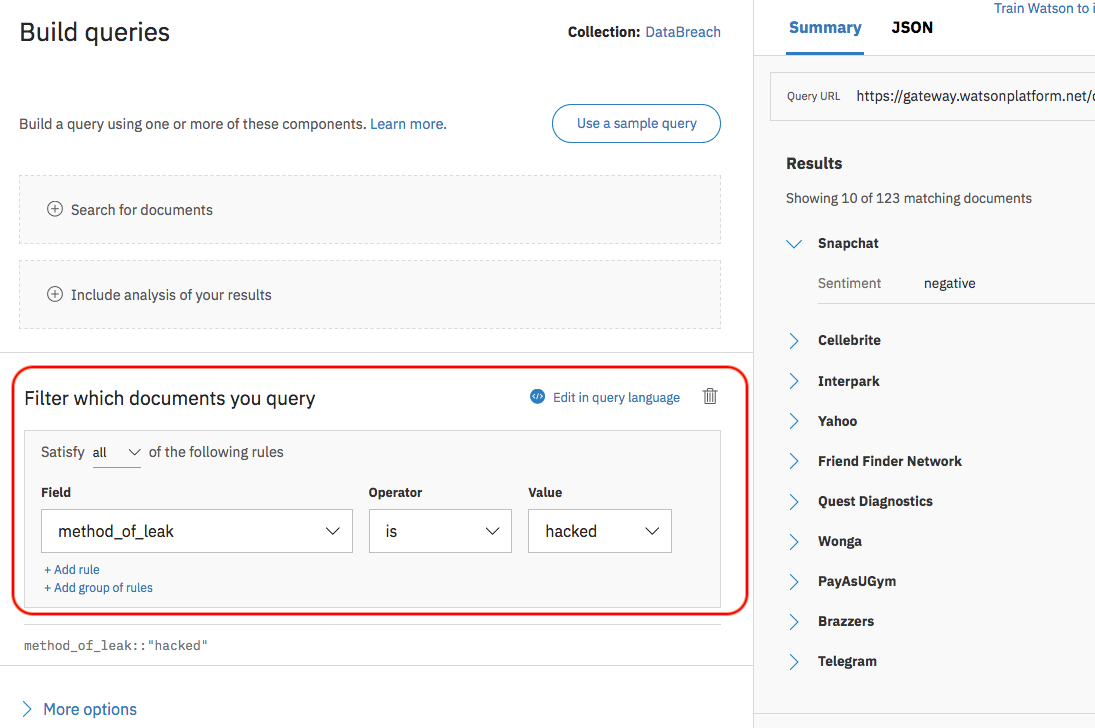 Build queries
Collection: DataBreach
Build a query using one or more of these components. Learn more.
Use a sample query
Search for documents
Include analysis of your results
Filter which documents you query
Edit in query language
Satisfy all of the following rules
Field Operator Value
method_of_leak is hacked
+ Add rule
+ Add group of rules
method_of_leak::"hacked"
More options
Train Watson to i
Summary JSON
Query URL https://gateway.watsonplatform.net/
Results
Showing 10 of 123 matching documents
Snapchat
Sentiment negative
Cellebrite
Interpark
Yahoo
Friend Finder Network
Quest Diagnostics
Wonga
PayAsUGym
Brazzers
Telegram